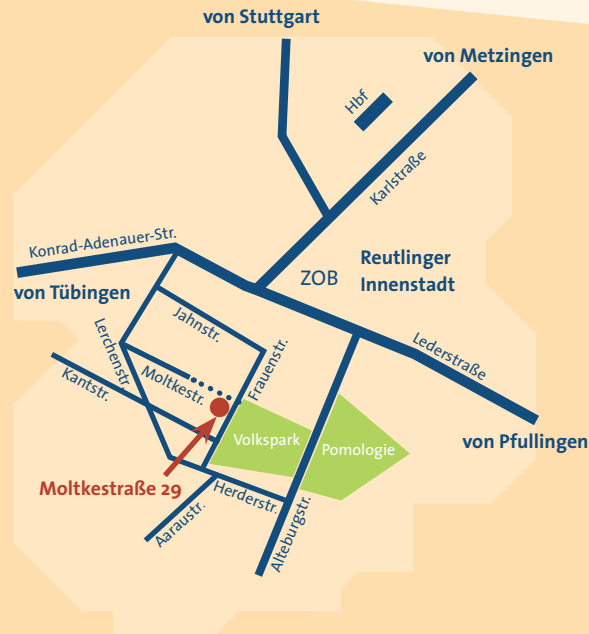 von Stuttgart
von Metzingen
Hbf
Karlstraße
Konrad-Adenauer-Str.
Reutlinger
Innenstadt
ZOB
von Tübingen
Jahnstr.
Lerchenstr.
Lederstraße
Frauenstr.
Moltkestr.
Kantstr.
Volkspark
Pomologie
von Pfullingen
Moltkestraße 29
Herderstr.
Aaraustr.
Alteburgstr.